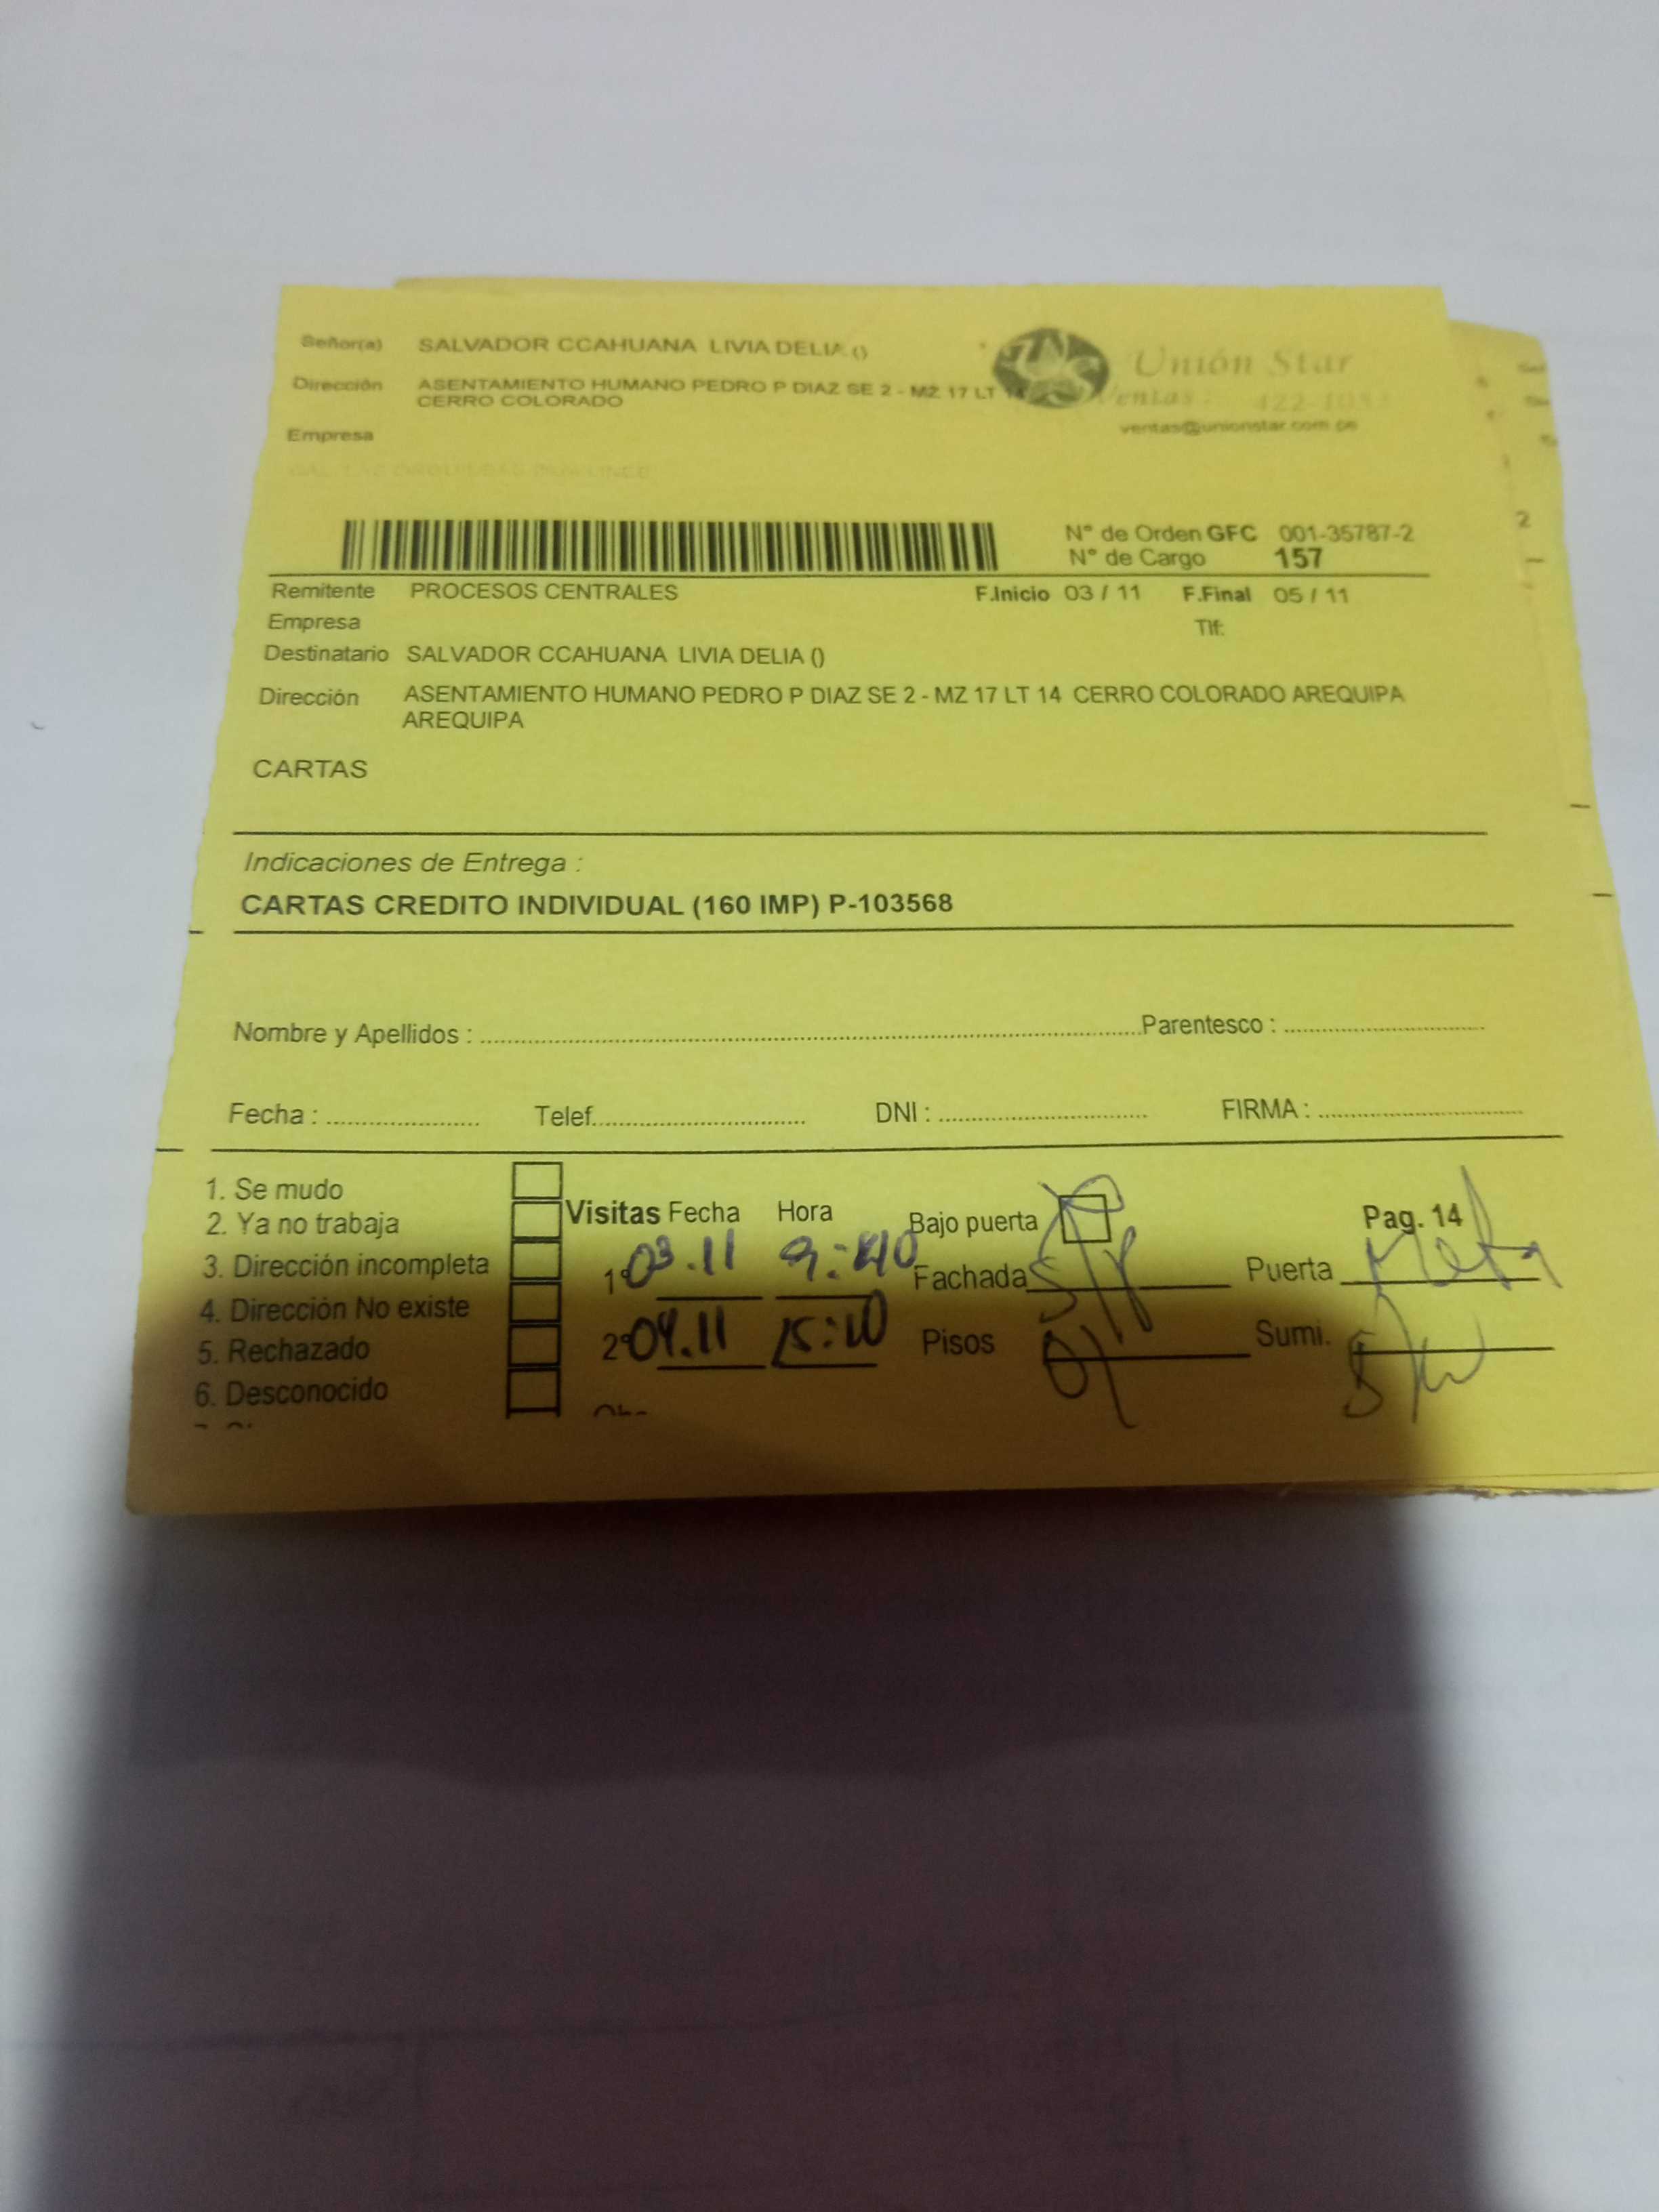 Señor(a) SALVADOR CCAHUANA LIVIA DELIA ()
Unión Star
Dirección ASENTAMIENTO HUMANO PEDRO P DIAZ SE 2 - MZ 17 LT
CERRO COLORADO
Ventas:
ventas@unionstar.com.pe
Empresa
N° de Orden GFC 001-35787-2
N° de Cargo 157
Remitente PROCESOS CENTRALES F.Inicio 03 / 11 F.Final 05 / 11
Empresa Tlf:
Destinatario SALVADOR CCAHUANA LIVIA DELIA ()
Dirección ASENTAMIENTO HUMANO PEDRO P DIAZ SE 2 - MZ 17 LT 14 CERRO COLORADO AREQUIPA
AREQUIPA
CARTAS
Indicaciones de Entrega :
CARTAS CREDITO INDIVIDUAL (160 IMP) P-103568
Nombre y Apellidos : Parentesco :
Fecha : Telef. DNI : FIRMA :
1. Se mudo
2. Ya no trabaja
3. Dirección incompleta
4. Dirección No existe
5. Rechazado
6. Desconocido
Visitas Fecha Hora
1º 03.11 9:40
2º 04.11 15:10
Bajo puerta Pag. 14
Fachada Puerta
Pisos Sumi.